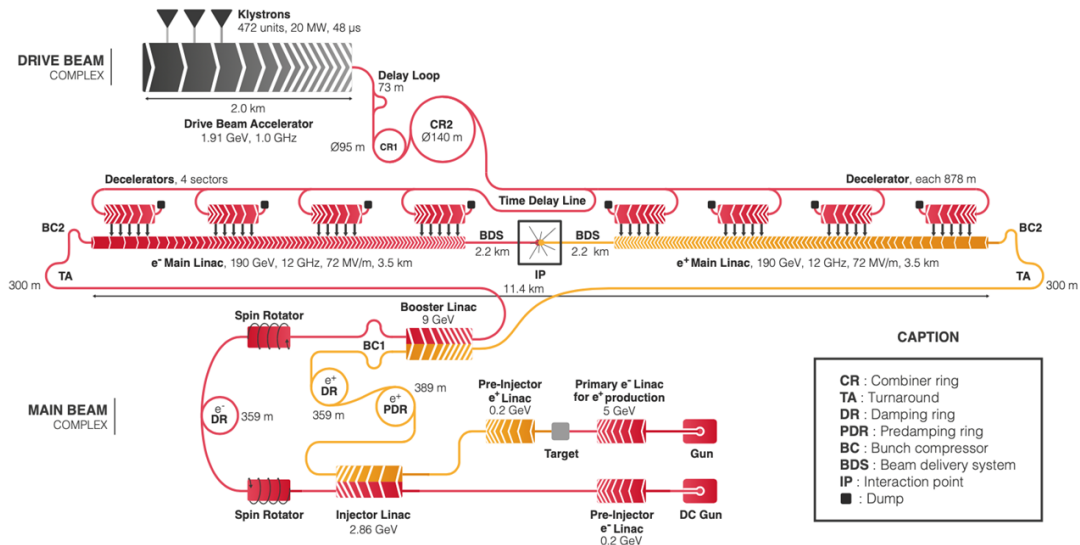 Klystrons
472 units, 20 MW, 48 µs
DRIVE BEAM
COMPLEX
Delay Loop
73 m
2.0 km
Drive Beam Accelerator
1.91 GeV, 1.0 GHz
CR2
Ø140 m
Ø95 m
CR1
Decelerators, 4 sectors
Decelerator, each 878 m
Time Delay Line
BC2
BDS
2.2 km
BDS
2.2 km
BC2
e⁻ Main Linac, 190 GeV, 12 GHz, 72 MV/m, 3.5 km
IP
e⁺ Main Linac, 190 GeV, 12 GHz, 72 MV/m, 3.5 km
TA
300 m
11.4 km
TA
300 m
Booster Linac
9 GeV
Spin Rotator
BC1
e⁺
DR
359 m
e⁺
PDR
389 m
MAIN BEAM
COMPLEX
e⁻
DR
359 m
Pre-Injector
e⁺ Linac
0.2 GeV
Primary e⁻ Linac
for e⁺ production
5 GeV
Target
Gun
Spin Rotator
Injector Linac
2.86 GeV
Pre-Injector
e⁻ Linac
0.2 GeV
DC Gun
CAPTION
CR : Combiner ring
TA : Turnaround
DR : Damping ring
PDR : Predamping ring
BC : Bunch compressor
BDS : Beam delivery system
IP : Interaction point
: Dump